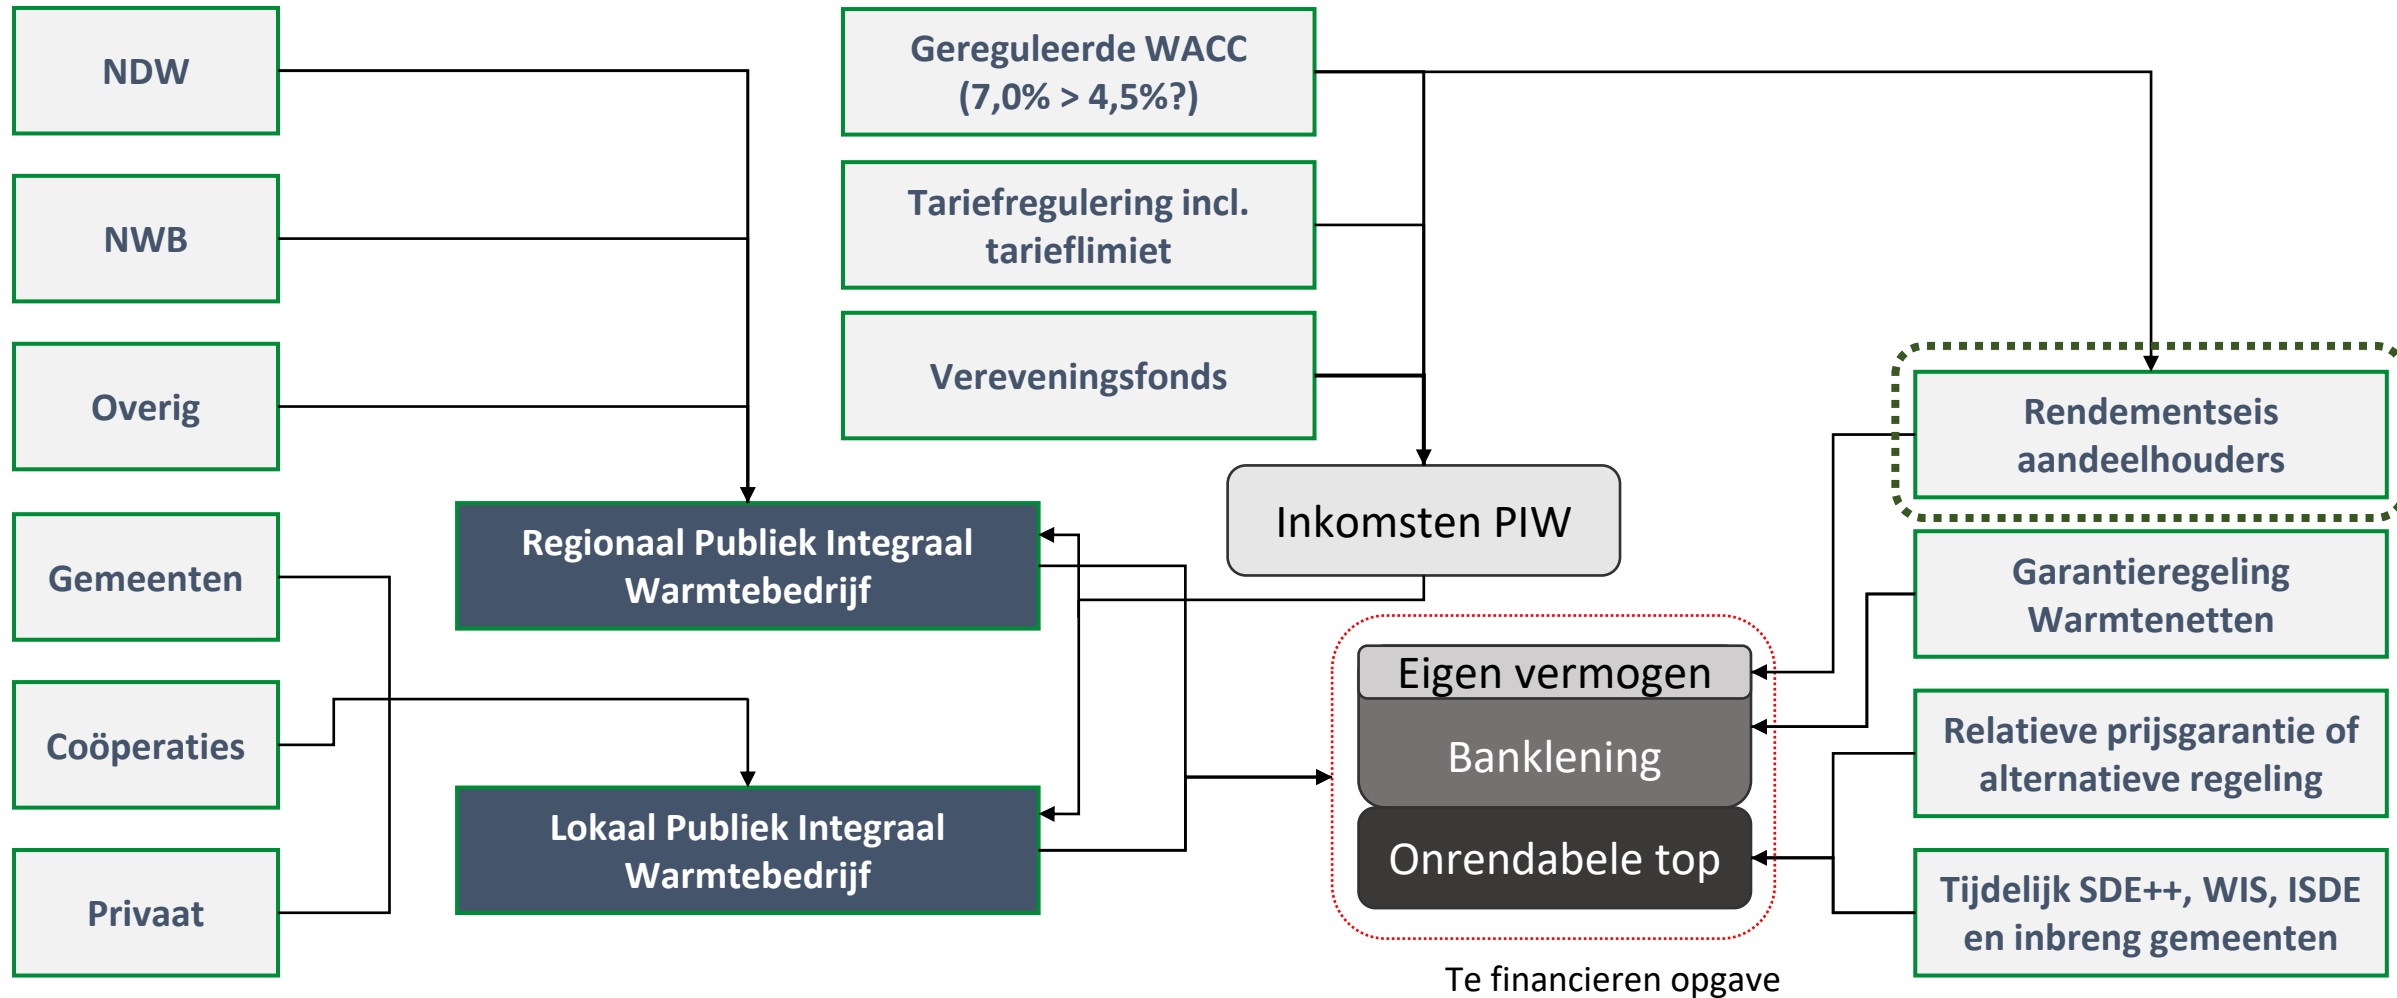 NDW
NWB
Overig
Gemeenten
Coöperaties
Privaat
Regionaal Publiek Integraal
Warmtebedrijf
Lokaal Publiek Integraal
Warmtebedrijf
Gereguleerde WACC
(7,0% > 4,5%?)
Tariefregulering incl.
tarieflimiet
Vereveningsfonds
Inkomsten PIW
Eigen vermogen
Banklening
Onrendabele top
Te financieren opgave
Rendementseis
aandeelhouders
Garantieregeling
Warmtenetten
Relatieve prijsgarantie of
alternatieve regeling
Tijdelijk SDE++, WIS, ISDE
en inbreng gemeenten